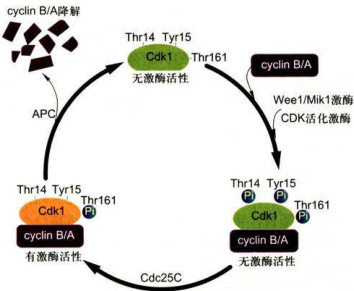 cyclin B/A降解
Thr14 Tyr15
Cdk1
Thr161
无激酶活性
cyclin B/A
Wee1/Mik1激酶
CDK活化激酶
APC
Thr14 Tyr15
Pi Pi
Thr161
Cdk1
Pi
cyclin B/A
无激酶活性
Thr14 Tyr15
Thr161
Cdk1
Pi
cyclin B/A
有激酶活性
Cdc25C